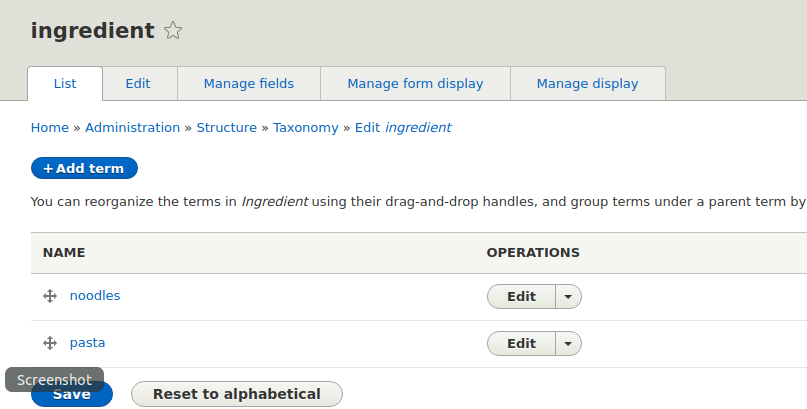 ingredient
List Edit Manage fields Manage form display Manage display
Home » Administration » Structure » Taxonomy » Edit ingredient
+ Add term
You can reorganize the terms in Ingredient using their drag-and-drop handles, and group terms under a parent term by
NAME OPERATIONS
noodles Edit
pasta Edit
Screenshot
Save Reset to alphabetical